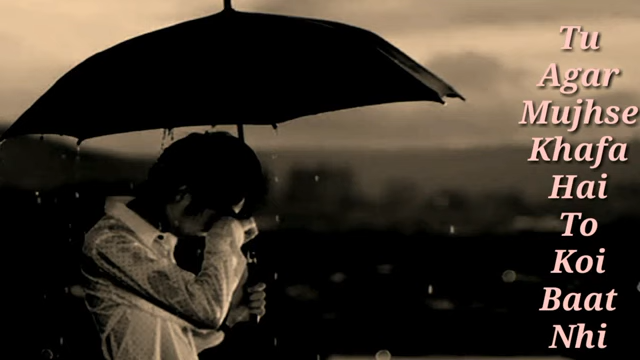 Tu
Agar
Mujhse
Khafa
Hai
To
Koi
Baat
Nhi